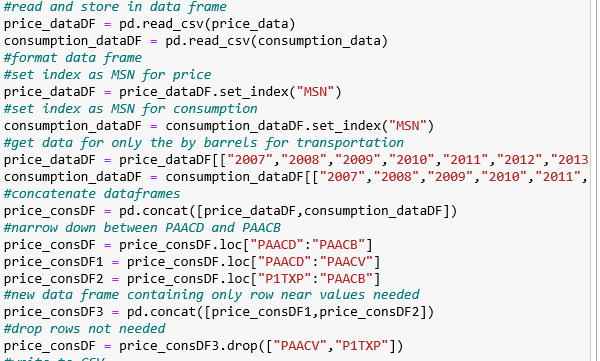 #read and store in data frame
price_dataDF = pd.read_csv(price_data)
consumption_dataDF = pd.read_csv(consumption_data)
#format data frame
#set index as MSN for price
price_dataDF = price_dataDF.set_index("MSN")
#set index as MSN for consumption
consumption_dataDF = consumption_dataDF.set_index("MSN")
#get data for only the by barrels for transportation
price_dataDF = price_dataDF[["2007","2008","2009","2010","2011","2012","2013
consumption_dataDF = consumption_dataDF[["2007","2008","2009","2010","2011",
#concatenate dataframes
price_consDF = pd.concat([price_dataDF,consumption_dataDF])
#narrow down between PAACD and PAACB
price_consDF = price_consDF.loc["PAACD":"PAACB"]
price_consDF1 = price_consDF.loc["PAACD":"PAACV"]
price_consDF2 = price_consDF.loc["P1TXP":"PAACB"]
#new data frame containing only row near values needed
price_consDF3 = pd.concat([price_consDF1,price_consDF2])
#drop rows not needed
price_consDF = price_consDF3.drop(["PAACV","P1TXP"])
#write to CSV